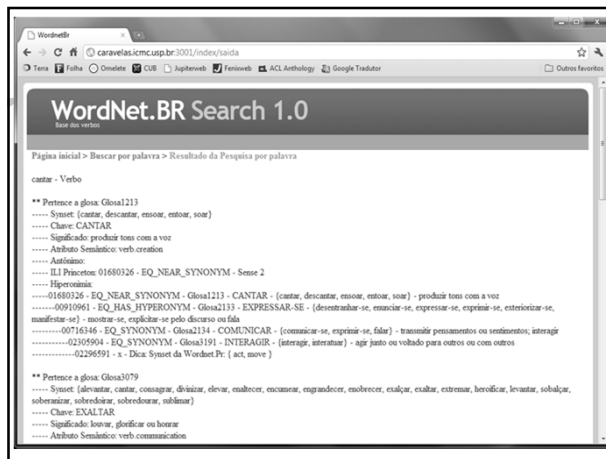 WordnetBr
caravelas.icmc.usp.br:3001/index/saida
Terra Folha Omelete CUB Jupiterweb Fenixweb ACL Anthology Google Tradutor Outros favoritos
WordNet.BR Search 1.0
Base dos verbos
Página inicial > Buscar por palavra > Resultado da Pesquisa por palavra
cantar - Verbo
** Pertence a glosa: Glosa1213
----- Synset: {cantar, descantar, ensoar, entoar, soar}
----- Chave: CANTAR
----- Significado: produzir tons com a voz
----- Atributo Semântico: verb.creation
----- Antônimo:
----- ILI Princeton: 01680326 - EQ_NEAR_SYNONYM - Sense 2
----- Hiperonimia:
-----01680326 - EQ_NEAR_SYNONYM - Glosa1213 - CANTAR - {cantar, descantar, ensoar, entoar, soar} - produzir tons com a voz
-------00910961 - EQ_HAS_HYPERONYM - Glosa2133 - EXPRESSAR-SE - {desentranhar-se, enunciar-se, expressar-se, exprimir-se, exteriorizar-se,
manifestar-se} - mostrar-se, explicitar-se pelo discurso ou fala
---------00716346 - EQ_SYNONYM - Glosa2134 - COMUNICAR - {comunicar-se, exprimir-se, falar} - transmitir pensamentos ou sentimentos; interagir
-----------02305904 - EQ_SYNONYM - Glosa3191 - INTERAGIR - {interagir, interatuar} - agir junto ou voltado para outros ou com outros
-------------02296591 - x - Dica: Synset da Wordnet.Pr: { act, move }
** Pertence a glosa: Glosa3079
----- Synset: {alevantar, cantar, consagrar, divinizar, elevar, enaltecer, encumear, engrandecer, enobrecer, exalçar, exaltar, extremar, heroificar, levantar, sobalçar,
soberanizar, sobredoirar, sobredourar, sublimar}
----- Chave: EXALTAR
----- Significado: louvar, glorificar ou honrar
----- Atributo Semântico: verb.communication